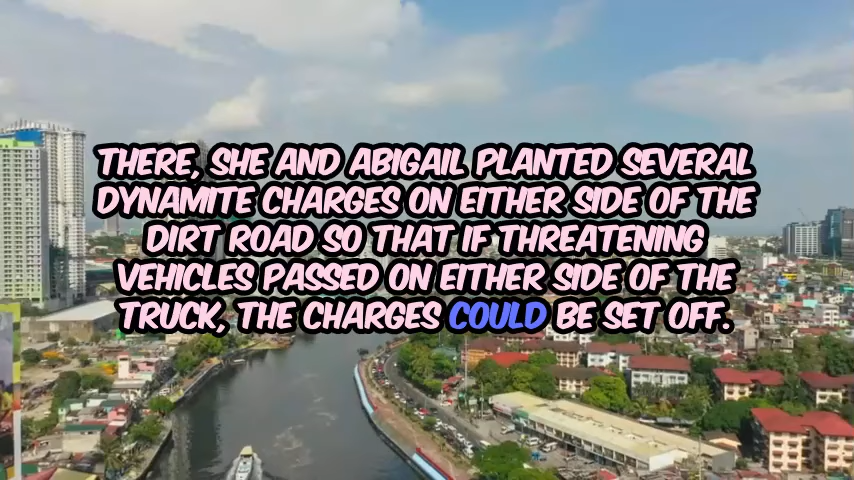 THERE, SHE AND ABIGAIL PLANTED SEVERAL
DYNAMITE CHARGES ON EITHER SIDE OF THE
DIRT ROAD SO THAT IF THREATENING
VEHICLES PASSED ON EITHER SIDE OF THE
TRUCK, THE CHARGES COULD BE SET OFF.